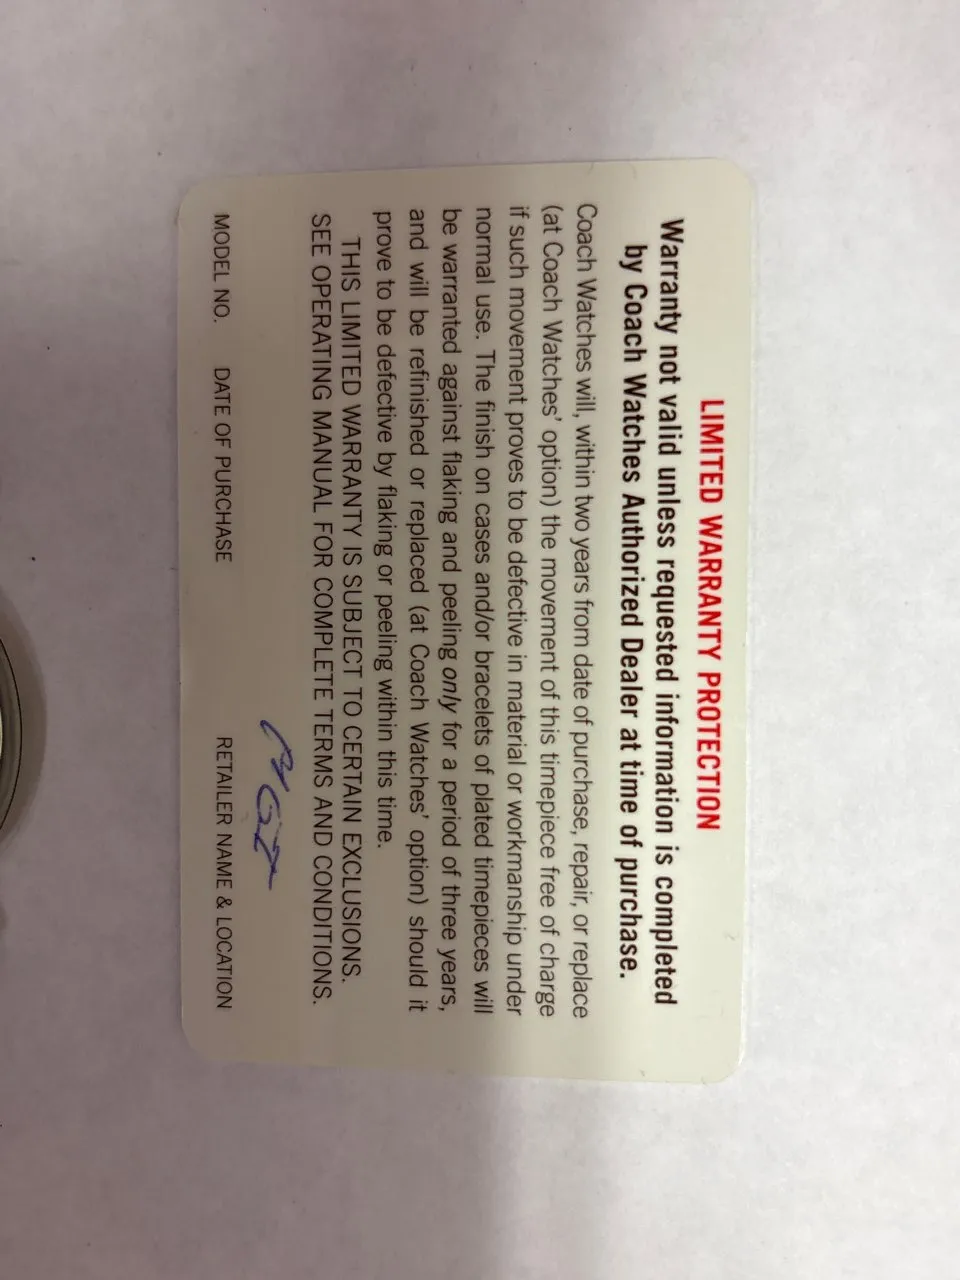 LIMITED WARRANTY PROTECTION
Warranty not valid unless requested information is completed
by Coach Watches Authorized Dealer at time of purchase.
Coach Watches will, within two years from date of purchase, repair, or replace
(at Coach Watches' option) the movement of this timepiece free of charge
if such movement proves to be defective in material or workmanship under
normal use. The finish on cases and/or bracelets of plated timepieces will
be warranted against flaking and peeling only for a period of three years,
and will be refinished or replaced (at Coach Watches' option) should it
prove to be defective by flaking or peeling within this time.
THIS LIMITED WARRANTY IS SUBJECT TO CERTAIN EXCLUSIONS.
SEE OPERATING MANUAL FOR COMPLETE TERMS AND CONDITIONS.
MODEL NO. DATE OF PURCHASE RETAILER NAME & LOCATION